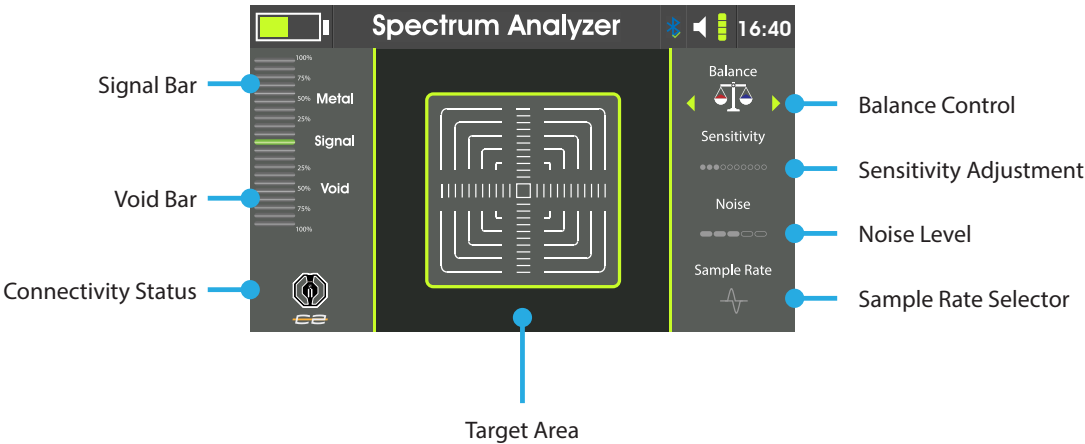 Spectrum Analyzer
16:40
Signal Bar
100%
75%
50%
Metal
25%
Signal
25%
50%
Void
75%
100%
Void Bar
Connectivity Status
Balance
Balance Control
Sensitivity
Sensitivity Adjustment
Noise
Noise Level
Sample Rate
Sample Rate Selector
Target Area